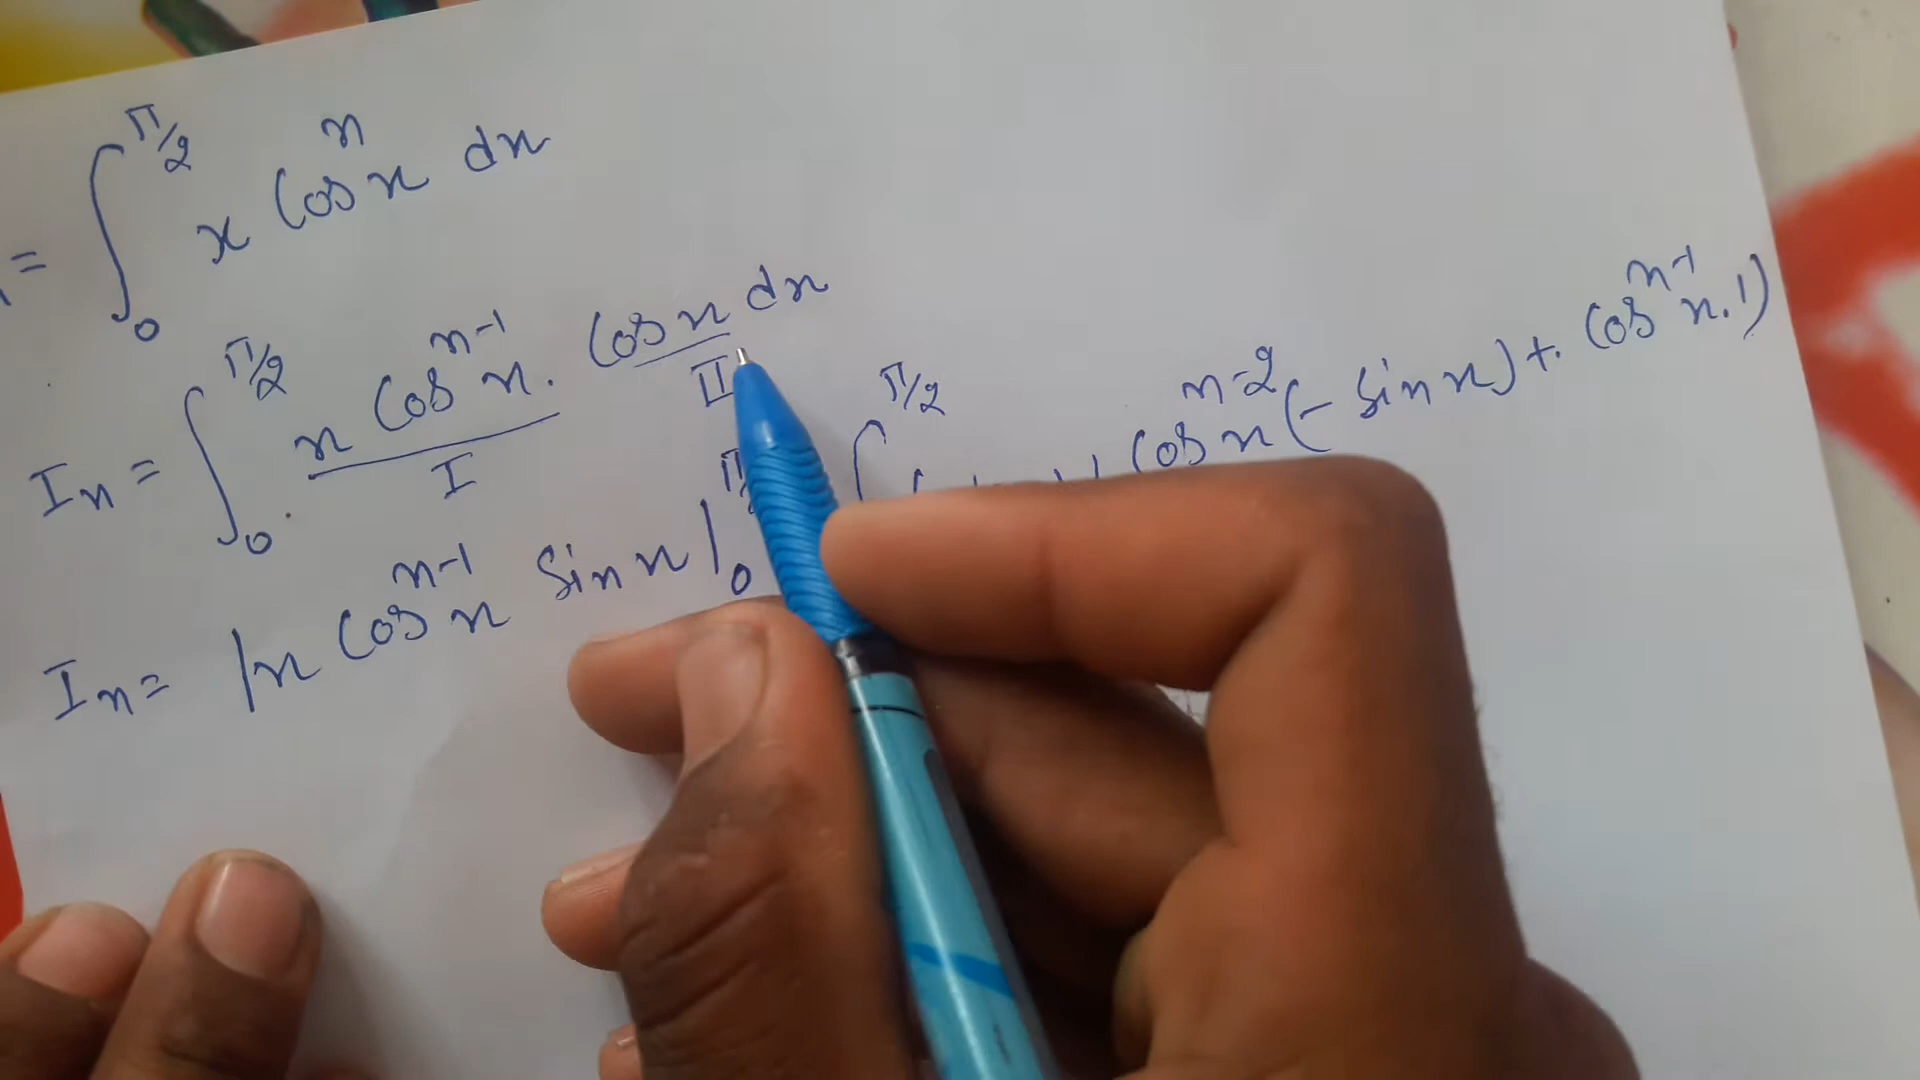 = ∫₀^(π/2) x cosⁿx dx
Iₙ = ∫₀^(π/2) x cosⁿ⁻¹x . cos x dx
I II
Iₙ = |x cosⁿ⁻¹x sin x|₀ ∫^(π/2) cosⁿ⁻²x (- sin x) + cosⁿ⁻¹x . 1)